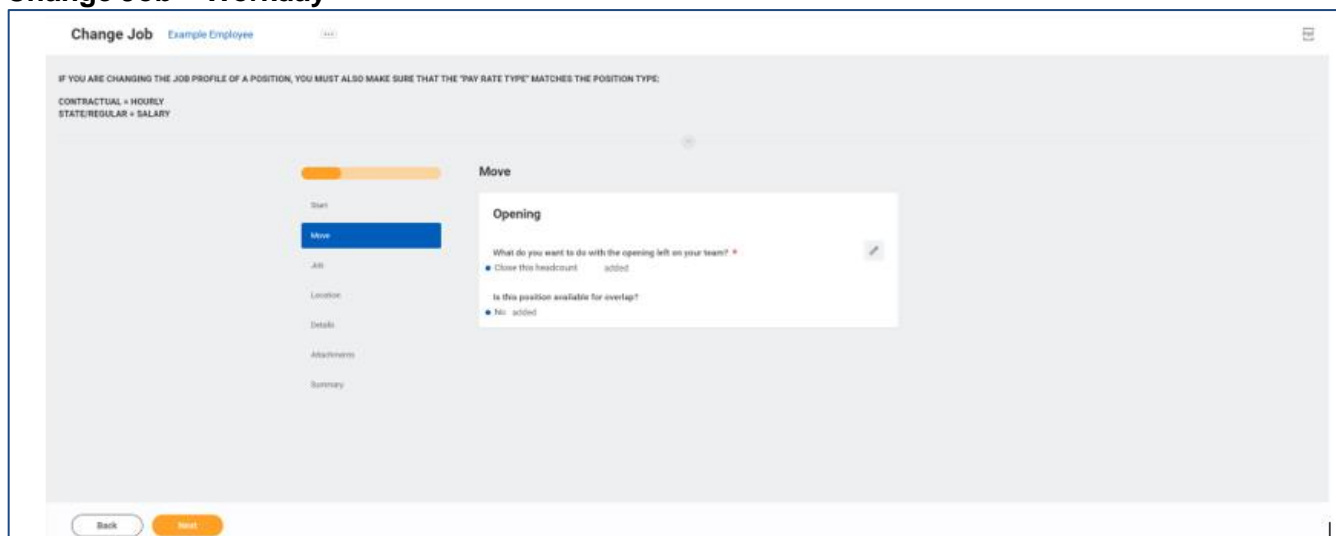 Change Job – Workday
Change Job Example Employee
IF YOU ARE CHANGING THE JOB PROFILE OF A POSITION, YOU MUST ALSO MAKE SURE THAT THE "PAY RATE TYPE" MATCHES THE POSITION TYPE:
CONTRACTUAL = HOURLY
STATE/REGULAR = SALARY
Move
Start
Opening
Move
What do you want to do with the opening left on your team? *
Job
Close this headcount added
Location
Is this position available for overlap?
No added
Details
Attachments
Summary
Back Next